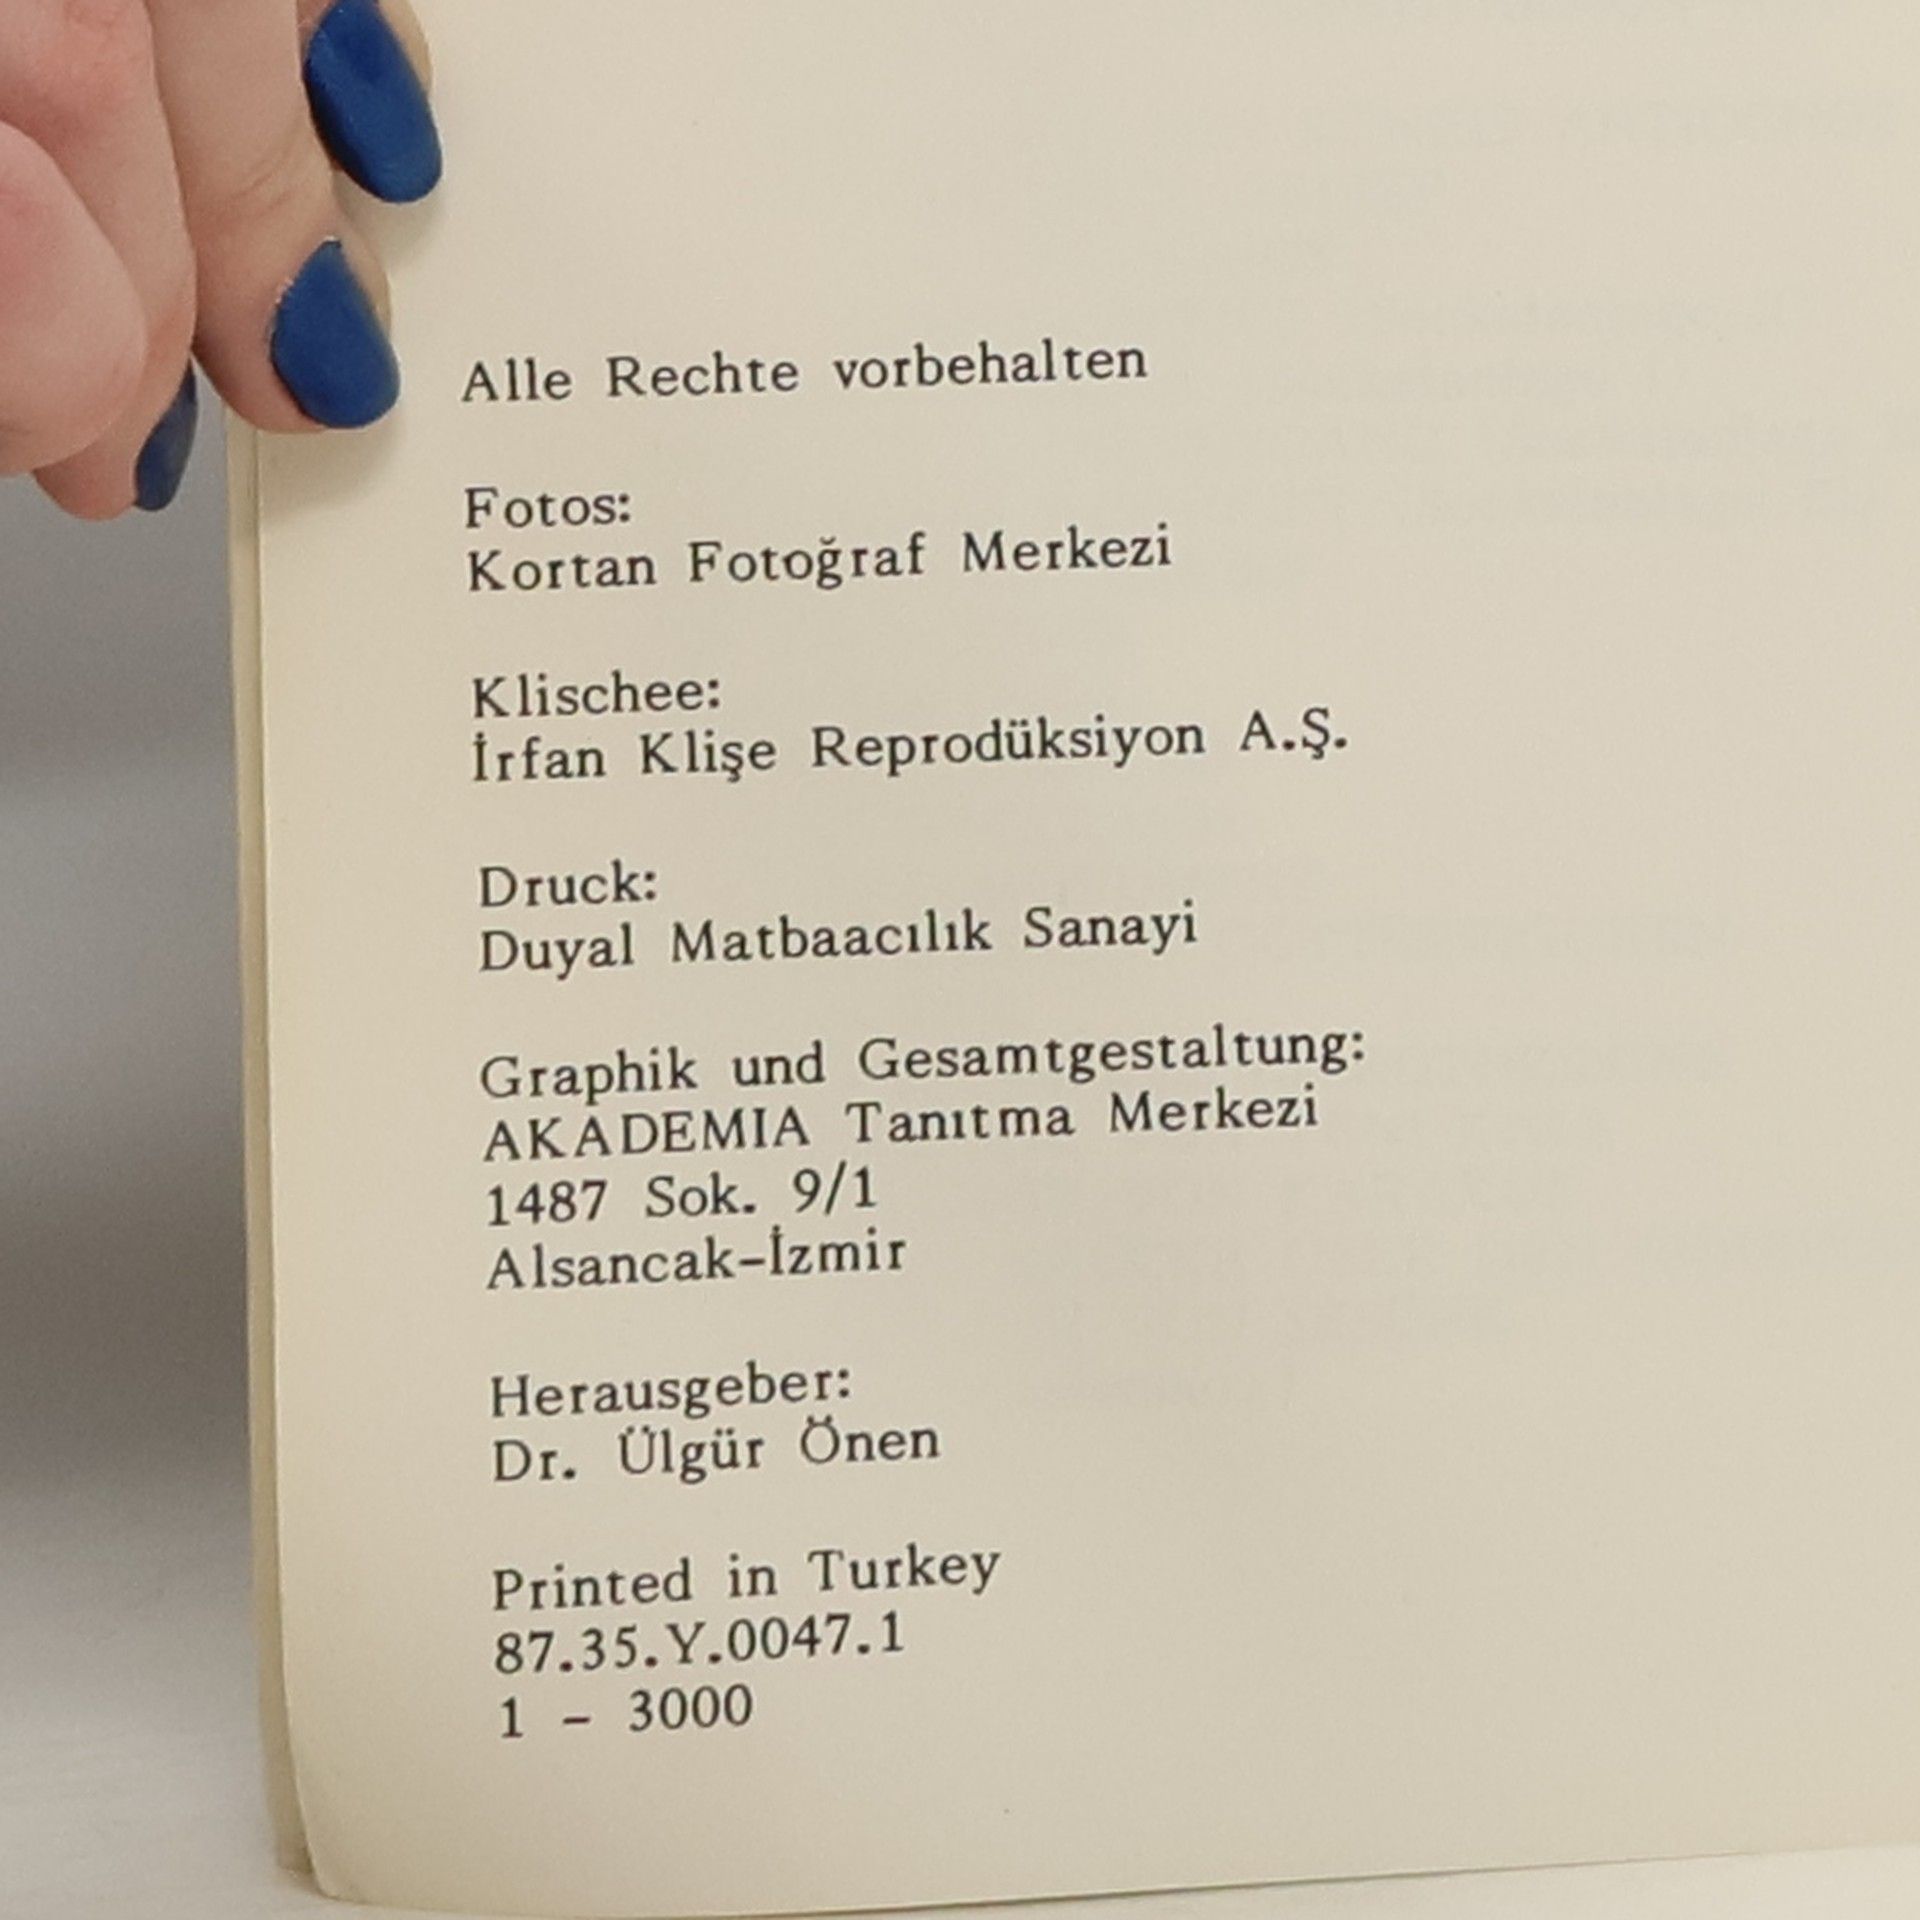 Alle Rechte vorbehalten
Fotos:
Kortan Fotoğraf Merkezi
Klischee:
İrfan Klişe Reprodüksiyon A.Ş.
Druck:
Duyal Matbaacılık Sanayi
Graphik und Gesamtgestaltung:
AKADEMIA Tanıtma Merkezi
1487 Sok. 9/1
Alsancak-İzmir
Herausgeber:
Dr. Ülgür Önen
Printed in Turkey
87.35.Y.0047.1
1 - 3000